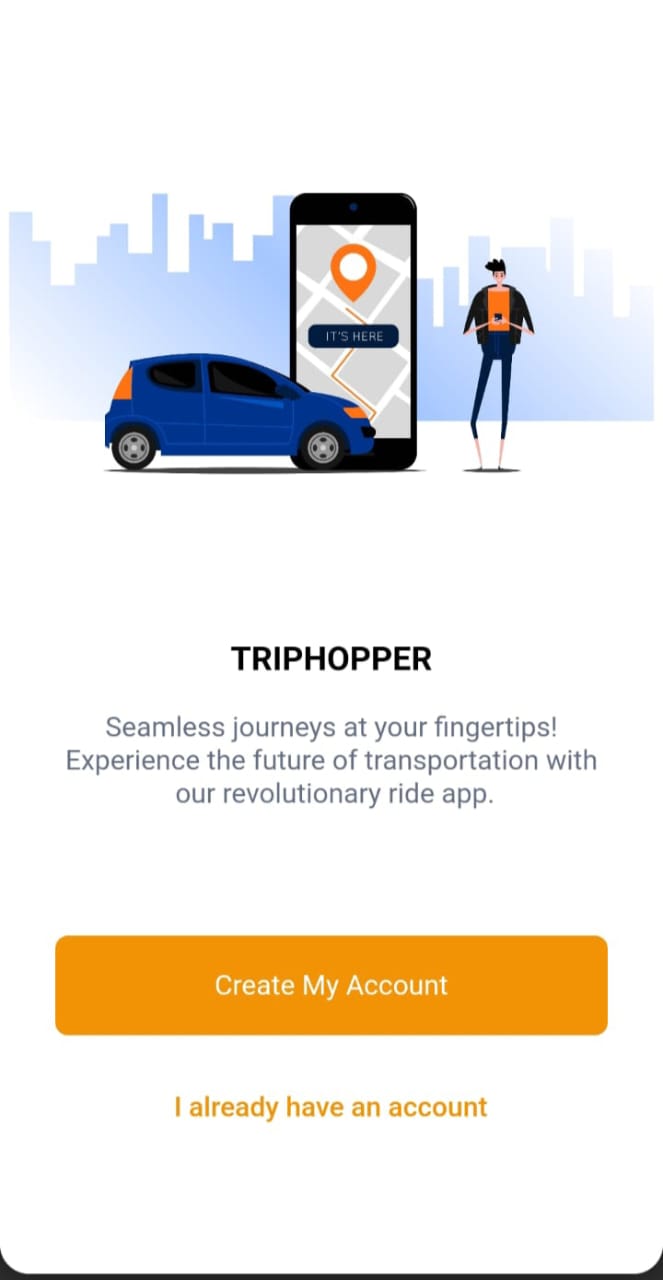 IT'S HERE
TRIPHOPPER
Seamless journeys at your fingertips!
Experience the future of transportation with
our revolutionary ride app.
Create My Account
I already have an account